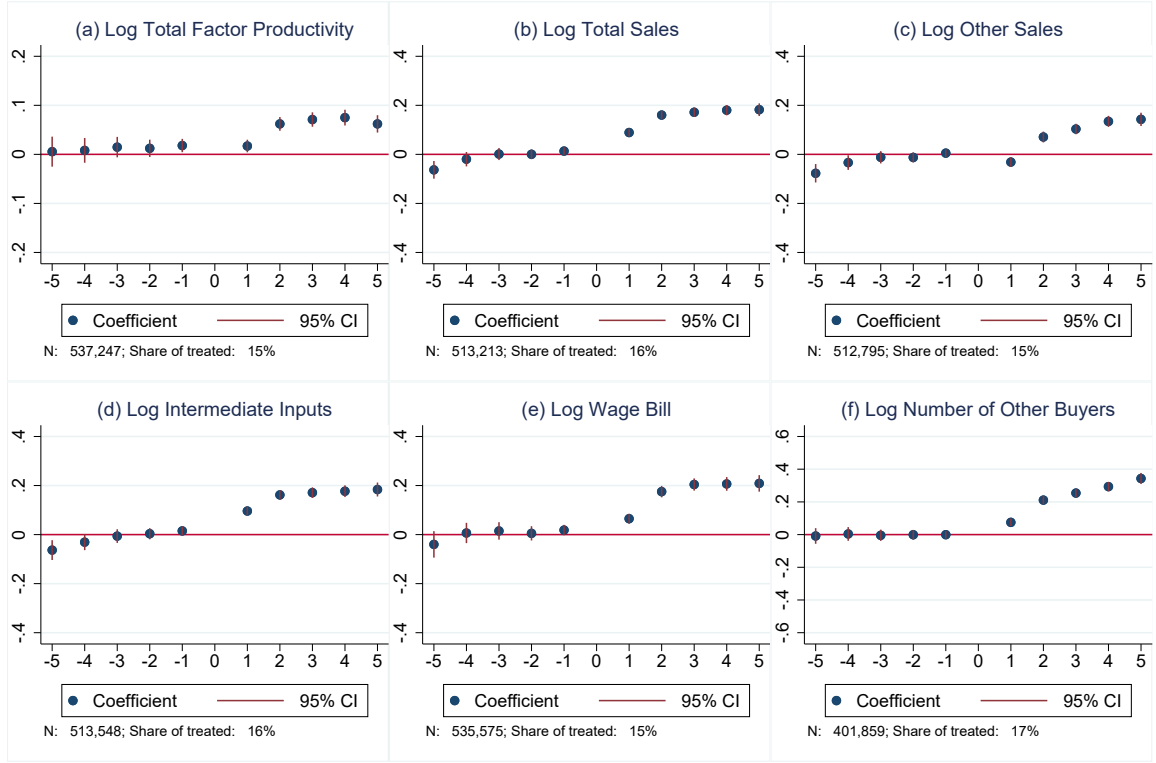 (a) Log Total Factor Productivity
.2
.1
0
-.1
-.2
-5 -4 -3 -2 -1 0 1 2 3 4 5
Coefficient 95% CI
N: 537,247; Share of treated: 15%
(b) Log Total Sales
.4
.2
0
-.2
-.4
-5 -4 -3 -2 -1 0 1 2 3 4 5
Coefficient 95% CI
N: 513,213; Share of treated: 16%
(c) Log Other Sales
.4
.2
0
-.2
-.4
-5 -4 -3 -2 -1 0 1 2 3 4 5
Coefficient 95% CI
N: 512,795; Share of treated: 15%
(d) Log Intermediate Inputs
.4
.2
0
-.2
-.4
-5 -4 -3 -2 -1 0 1 2 3 4 5
Coefficient 95% CI
N: 513,548; Share of treated: 16%
(e) Log Wage Bill
.4
.2
0
-.2
-.4
-5 -4 -3 -2 -1 0 1 2 3 4 5
Coefficient 95% CI
N: 535,575; Share of treated: 15%
(f) Log Number of Other Buyers
.6
.4
.2
0
-.2
-.4
-.6
-5 -4 -3 -2 -1 0 1 2 3 4 5
Coefficient 95% CI
N: 401,859; Share of treated: 17%